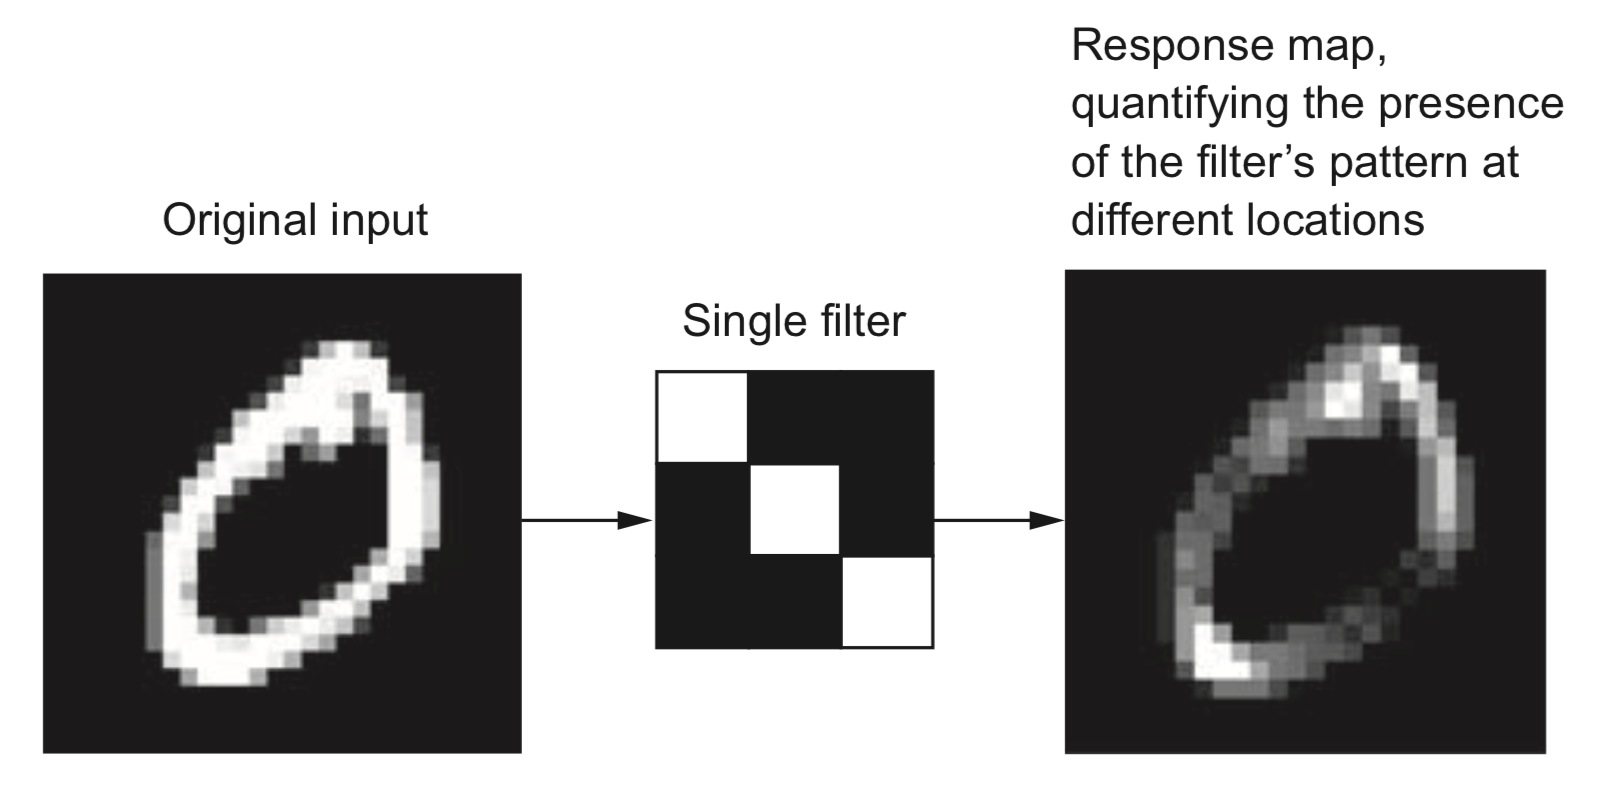 Response map,
quantifying the presence
of the filter’s pattern at
different locations
Original input
Single filter